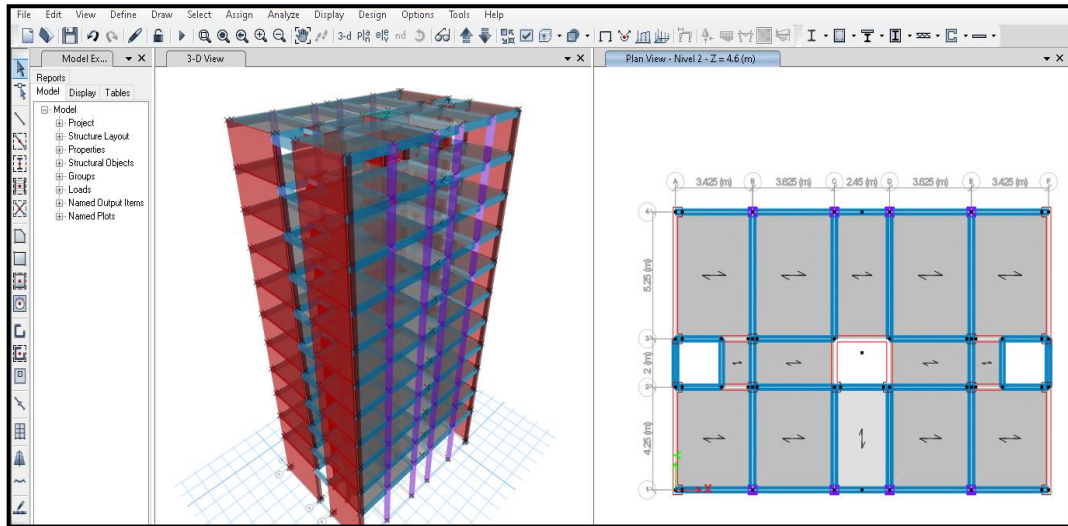 File Edit View Define Draw Select Assign Analyze Display Design Options Tools Help
3-d nd
Model Ex...
3-D View
Plan View - Nivel 2 - Z = 4.6 (m)
Reports
Model Display Tables
Model
Project
Structure Layout
Properties
Structural Objects
Groups
Loads
Named Output Items
Named Plots
A B C D E F
3.425 (m) 3.625 (m) 2.45 (m) 3.625 (m) 3.425 (m)
4
5.25 (m)
3
2 (m)
2
4.25 (m)
Y
X
1